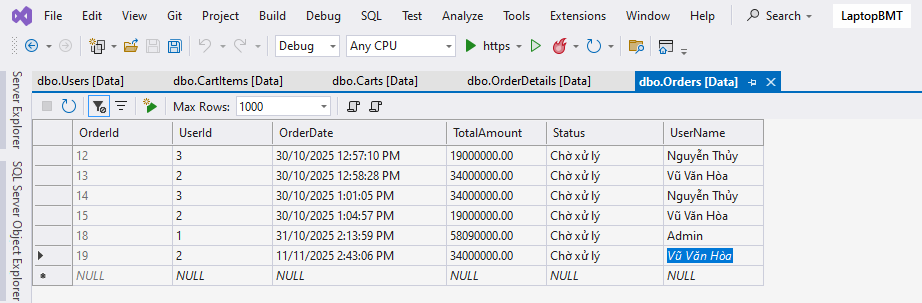 File Edit View Git Project Build Debug SQL Test Analyze Tools Extensions Window Help Search LaptopBMT
Debug Any CPU https
dbo.Users [Data] dbo.CartItems [Data] dbo.Carts [Data] dbo.OrderDetails [Data] dbo.Orders [Data]
Server Explorer
SQL Server Object Explorer
Max Rows: 1000
OrderId UserId OrderDate TotalAmount Status UserName
12 3 30/10/2025 12:57:10 PM 19000000.00 Chờ xử lý Nguyễn Thủy
13 2 30/10/2025 12:58:28 PM 34000000.00 Chờ xử lý Vũ Văn Hòa
14 3 30/10/2025 1:01:05 PM 34000000.00 Chờ xử lý Nguyễn Thủy
15 2 30/10/2025 1:04:57 PM 19000000.00 Chờ xử lý Vũ Văn Hòa
18 1 31/10/2025 2:13:59 PM 58090000.00 Chờ xử lý Admin
19 2 11/11/2025 2:43:06 PM 34000000.00 Chờ xử lý Vũ Văn Hòa
NULL NULL NULL NULL NULL NULL